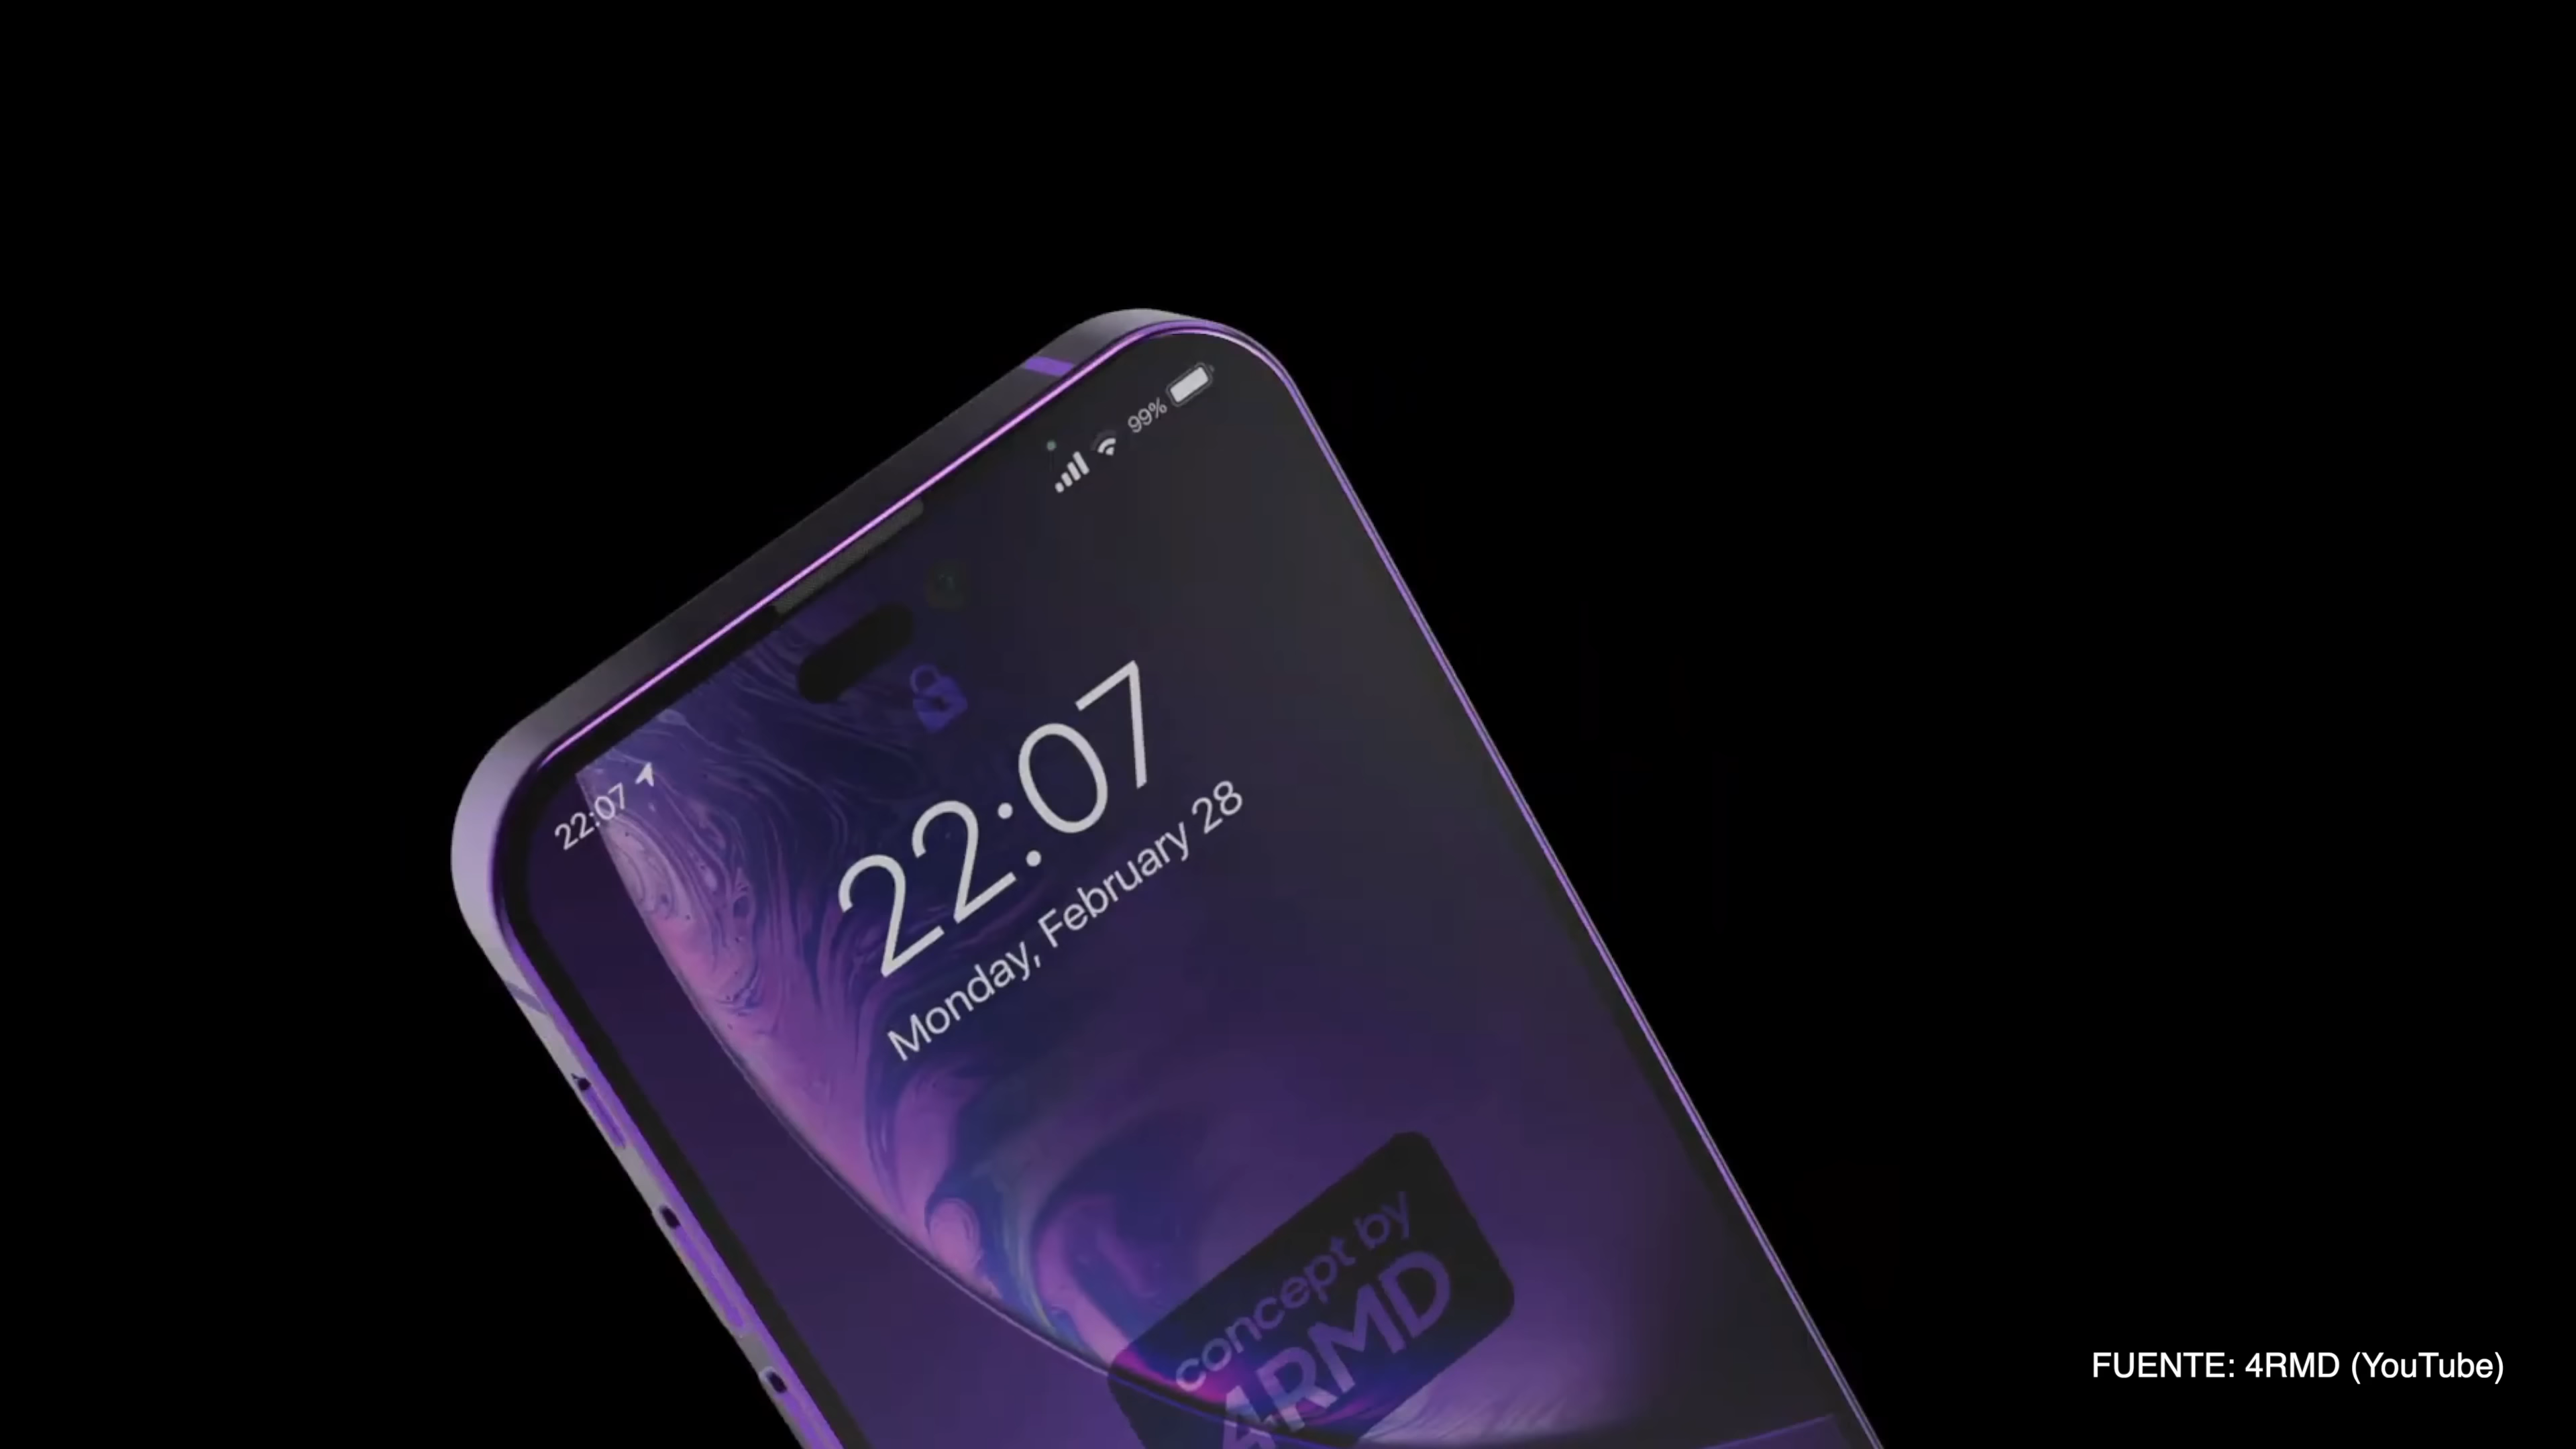 99%
22:07
22:07
Monday, February 28
concept by
4RMD
FUENTE: 4RMD (YouTube)